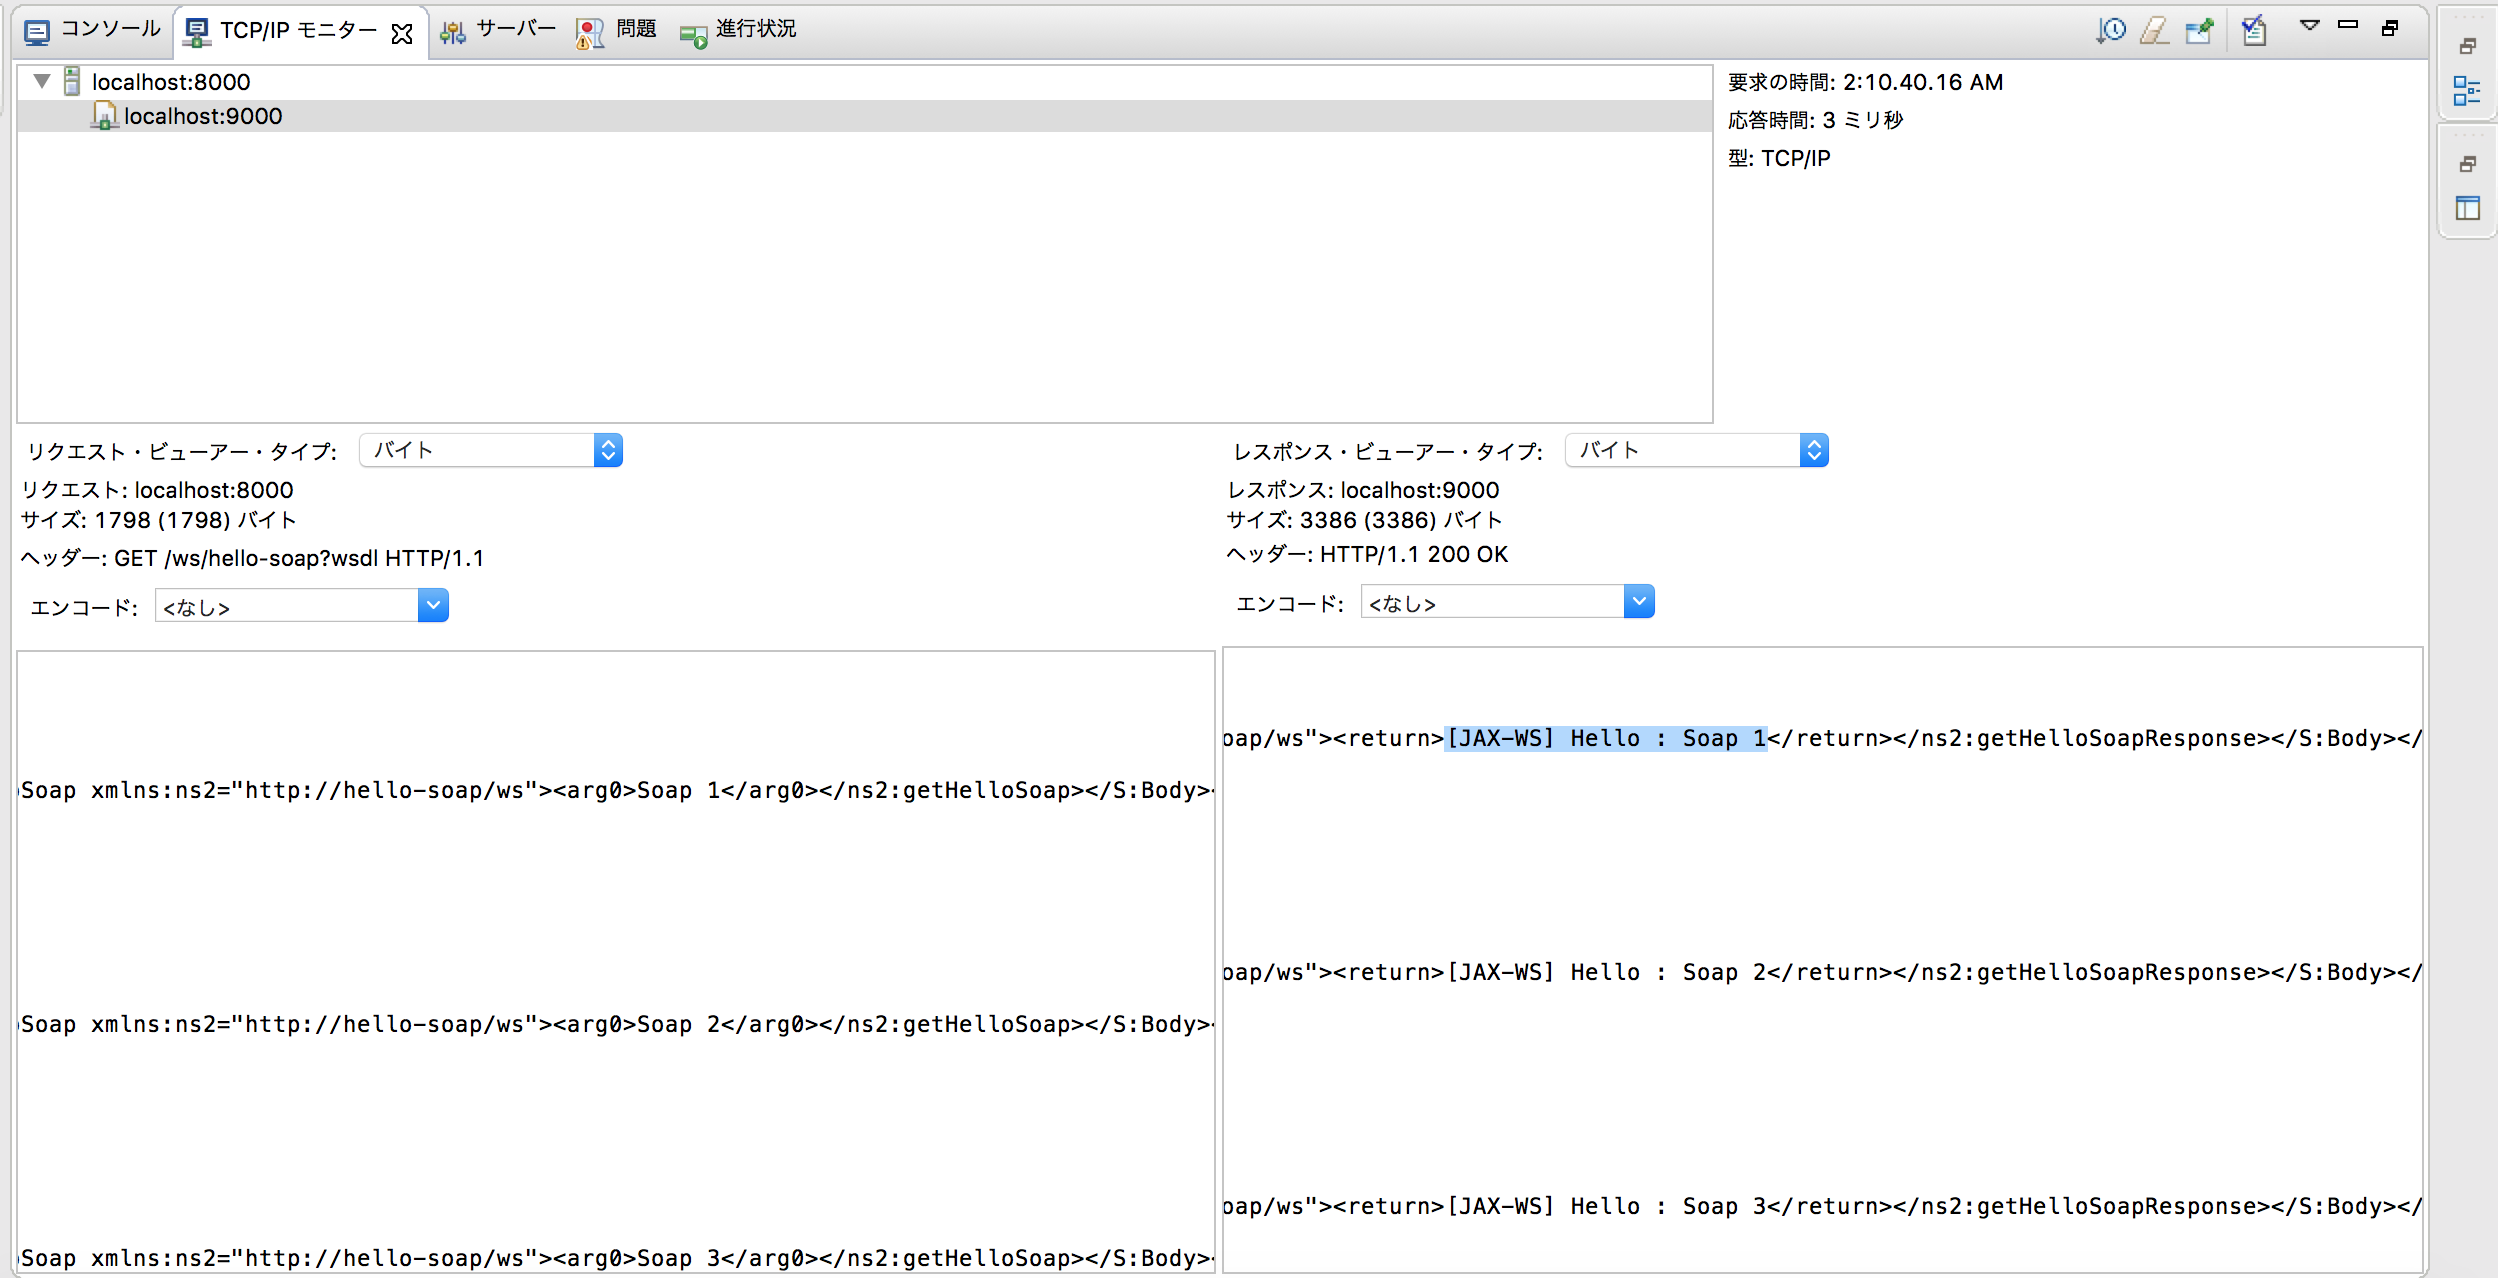 コンソール TCP/IP モニター サーバー 問題 進行状況
localhost:8000
localhost:9000
要求の時間: 2:10.40.16 AM
応答時間: 3 ミリ秒
型: TCP/IP
リクエスト・ビューアー・タイプ: バイト
リクエスト: localhost:8000
サイズ: 1798 (1798) バイト
ヘッダー: GET /ws/hello-soap?wsdl HTTP/1.1
エンコード: <なし>
Soap xmlns:ns2="http://hello-soap/ws"><arg0>Soap 1</arg0></ns2:getHelloSoap></S:Body><
Soap xmlns:ns2="http://hello-soap/ws"><arg0>Soap 2</arg0></ns2:getHelloSoap></S:Body><
Soap xmlns:ns2="http://hello-soap/ws"><arg0>Soap 3</arg0></ns2:getHelloSoap></S:Body><
レスポンス・ビューアー・タイプ: バイト
レスポンス: localhost:9000
サイズ: 3386 (3386) バイト
ヘッダー: HTTP/1.1 200 OK
エンコード: <なし>
oap/ws"><return>[JAX-WS] Hello : Soap 1</return></ns2:getHelloSoapResponse></S:Body></
oap/ws"><return>[JAX-WS] Hello : Soap 2</return></ns2:getHelloSoapResponse></S:Body></
oap/ws"><return>[JAX-WS] Hello : Soap 3</return></ns2:getHelloSoapResponse></S:Body></